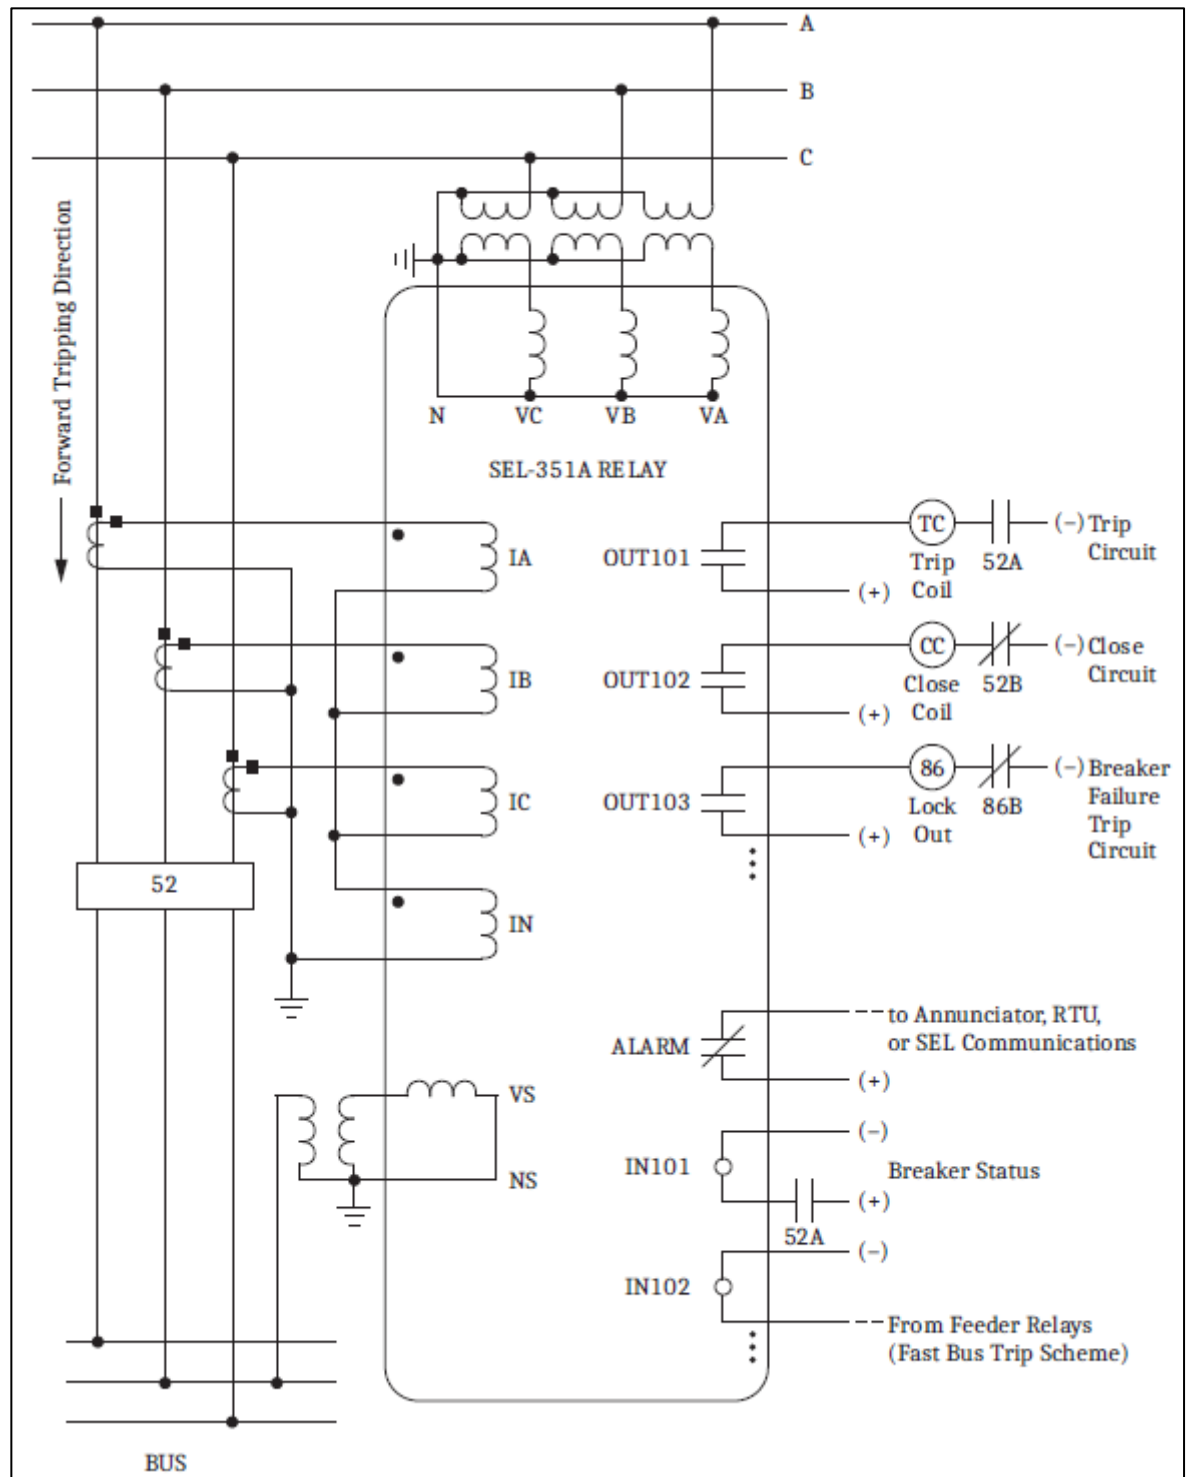 A
B
C
Forward Tripping Direction
N VC VB VA
SEL-351A RELAY
IA
OUT101
TC
Trip
Coil
52A
(−) Trip
Circuit
(+)
IB
OUT102
CC
Close
Coil
52B
(−) Close
Circuit
(+)
IC
OUT103
86
Lock
Out
86B
(−) Breaker
Failure
Trip
Circuit
(+)
52
IN
ALARM
to Annunciator, RTU,
or SEL Communications
(+)
VS
NS
IN101
(−)
Breaker Status
(+)
52A
IN102
(−)
From Feeder Relays
(Fast Bus Trip Scheme)
BUS